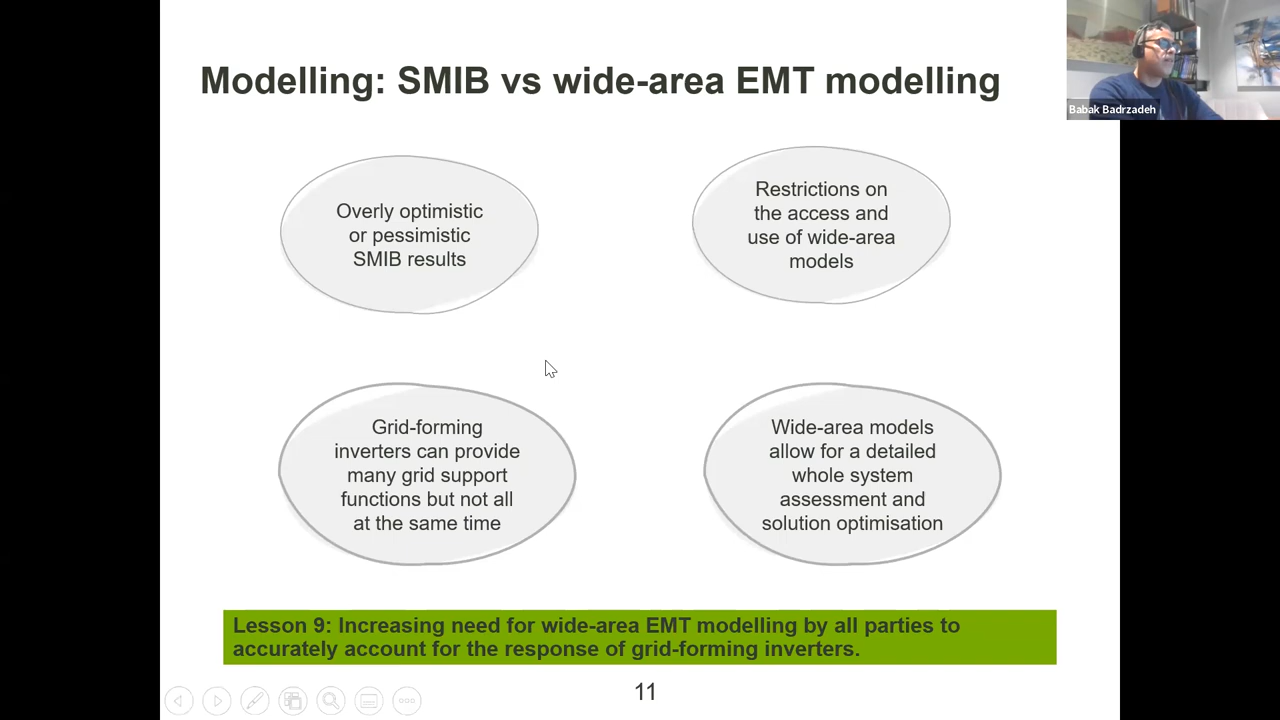 Modelling: SMIB vs wide-area EMT modelling
Babak Badrzadeh
Overly optimistic
or pessimistic
SMIB results
Restrictions on
the access and
use of wide-area
models
Grid-forming
inverters can provide
many grid support
functions but not all
at the same time
Wide-area models
allow for a detailed
whole system
assessment and
solution optimisation
Lesson 9: Increasing need for wide-area EMT modelling by all parties to
accurately account for the response of grid-forming inverters.
11